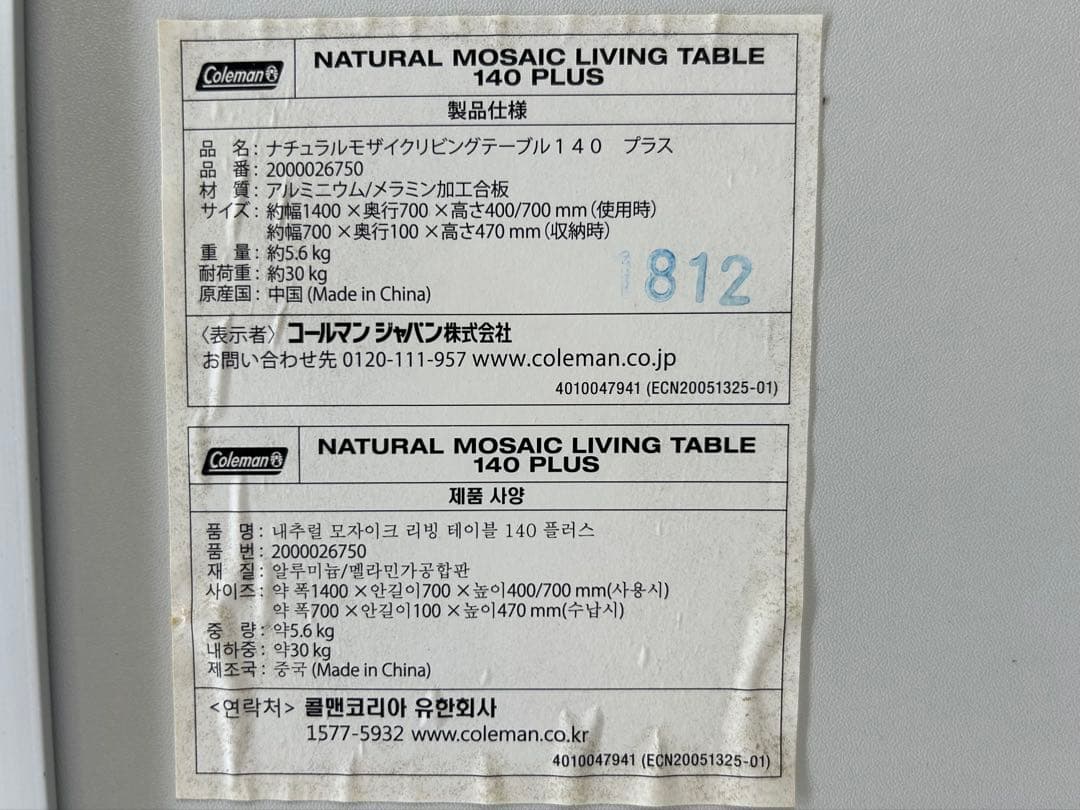 Coleman
NATURAL MOSAIC LIVING TABLE
140 PLUS
製品仕様
品 名：ナチュラルモザイクリビングテーブル１４０ プラス
品 番：2000026750
材 質：アルミニウム/メラミン加工合板
サイズ：約幅1400×奥行700×高さ400/700 mm（使用時）
約幅700×奥行100×高さ470 mm（収納時）
重 量：約5.6 kg
耐荷重：約30 kg
原産国：中国 (Made in China)
1812
〈表示者〉コールマン ジャパン株式会社
お問い合わせ先 0120-111-957 www.coleman.co.jp
4010047941 (ECN20051325-01)
Coleman
NATURAL MOSAIC LIVING TABLE
140 PLUS
제품 사양
품 명：내추럴 모자이크 리빙 테이블 140 플러스
품 번：2000026750
재 질：알루미늄/멜라민가공합판
사이즈：약 폭1400×안길이700×높이400/700 mm(사용시)
약 폭700×안길이100×높이470 mm(수납시)
중 량：약5.6 kg
내하중：약30 kg
제조국：중국 (Made in China)
<연락처> 콜맨코리아 유한회사
1577-5932 www.coleman.co.kr
4010047941 (ECN20051325-01)